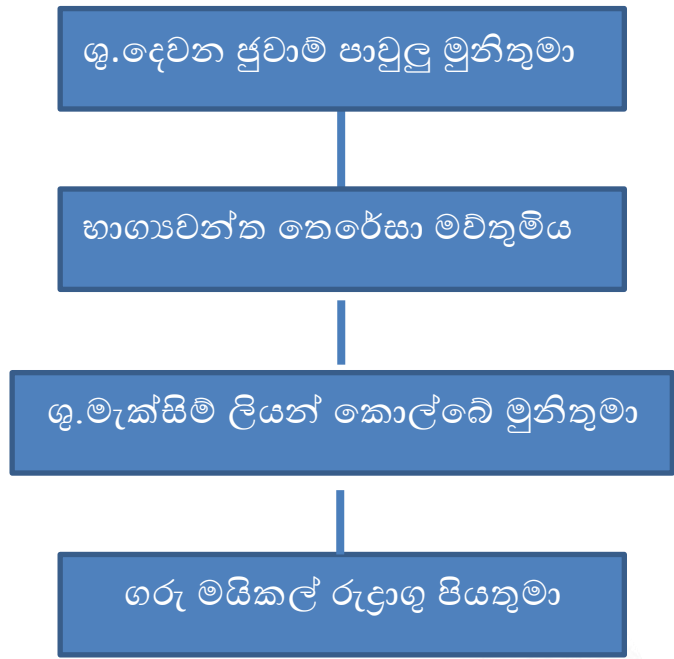 ශු.දෙවන ජුවාම් පාවුලු මුනිතුමා
භාග්‍යවන්ත තෙරේසා මව්තුමිය
ශු.මැක්සිම් ලියන් කොල්බේ මුනිතුමා
ගරු මයිකල් රුද්‍රාගු පියතුමා